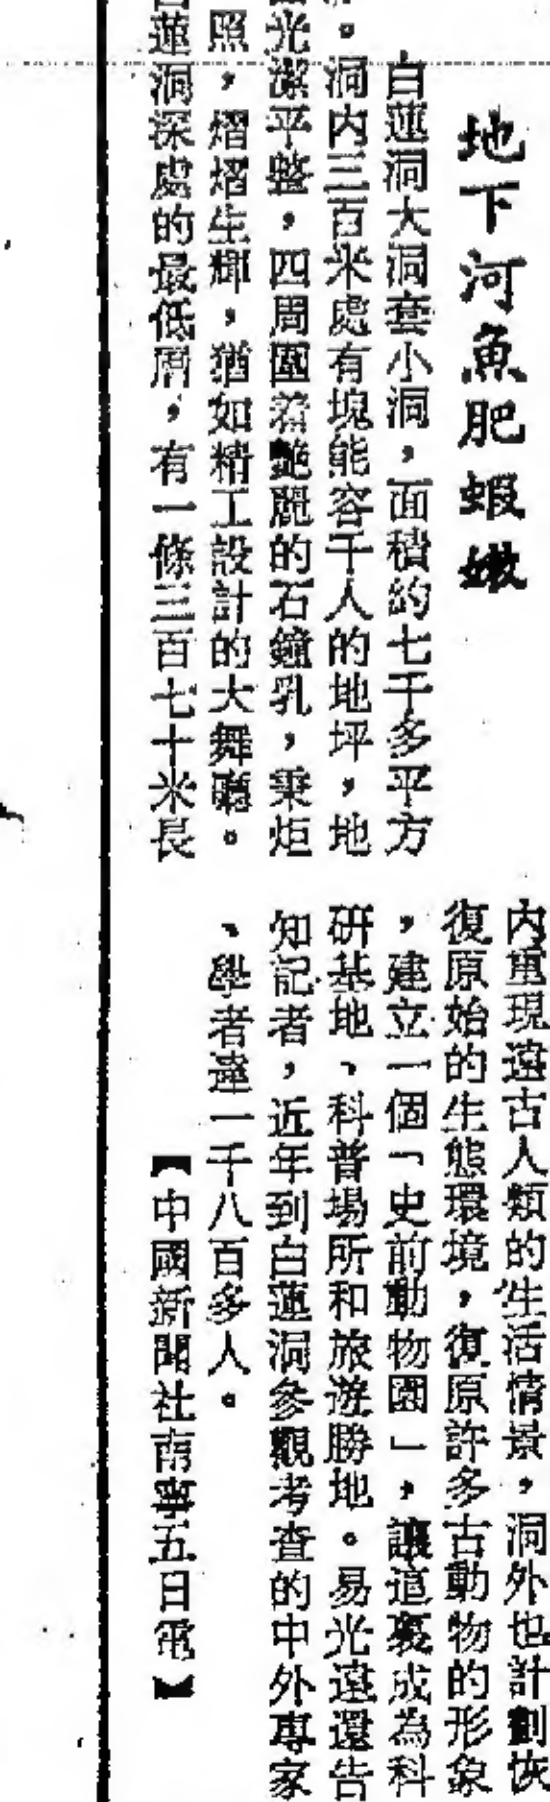 地下河魚肥蝦嫩
白蓮洞大洞套小洞，面積約七千多平方
。洞內三百米處有塊能容千人的地坪，地
光潔平整，四周圍着艷麗的石鐘乳，秉炬
照，熠熠生輝，猶如精工設計的大舞廳。
蓮洞深處的最低層，有一條三百七十米長
內重現遠古人類的生活情景，洞外也計劃恢
復原始的生態環境，復原許多古動物的形象
，建立一個「史前動物園」，讓這裏成為科
研基地、科普場所和旅遊勝地。易光遠還告
知記者，近年到白蓮洞參觀考查的中外專家
、學者達一千八百多人。
【中國新聞社南寧五日電】